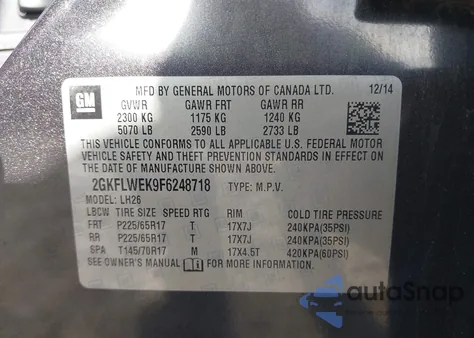 GM
MFD BY GENERAL MOTORS OF CANADA LTD. 12/14
GVWR GAWR FRT GAWR RR
2300 KG 1175 KG 1240 KG
5070 LB 2590 LB 2733 LB
THIS VEHICLE CONFORMS TO ALL APPLICABLE U.S. FEDERAL MOTOR
VEHICLE SAFETY AND THEFT PREVENTION STANDARDS IN EFFECT ON
THE DATE OF MANUFACTURE SHOWN ABOVE.
2GKFLWEK9F6248718 TYPE: M.P.V.
MODEL: LH26
LBCW TIRE SIZE SPEED RTG RIM COLD TIRE PRESSURE
FRT P225/65R17 T 17X7J 240KPA(35PSI)
RR P225/65R17 T 17X7J 240KPA(35PSI)
SPA T145/70R17 M 17X4.5T 420KPA(60PSI)
SEE OWNER'S MANUAL FOR MORE INFORMATION.
autoSnap